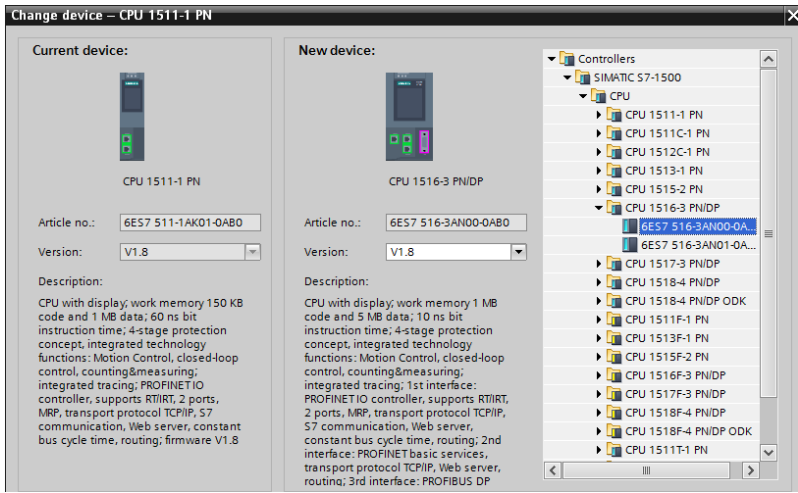 Change device – CPU 1511-1 PN
Current device:
CPU 1511-1 PN
Article no.: 6ES7 511-1AK01-0AB0
Version: V1.8
Description:
CPU with display; work memory 150 KB
code and 1 MB data; 60 ns bit
instruction time; 4-stage protection
concept, integrated technology
functions: Motion Control, closed-loop
control, counting&measuring;
integrated tracing; PROFINET IO
controller, supports RT/IRT, 2 ports,
MRP, transport protocol TCP/IP, S7
communication, Web server, constant
bus cycle time, routing; firmware V1.8
New device:
CPU 1516-3 PN/DP
Article no.: 6ES7 516-3AN00-0AB0
Version: V1.8
Description:
CPU with display; work memory 1 MB
code and 5 MB data; 10 ns bit
instruction time; 4-stage protection
concept, integrated technology
functions: Motion Control, closed-loop
control, counting&measuring;
integrated tracing; 1st interface:
PROFINET IO controller, supports RT/IRT,
2 ports, MRP, transport protocol TCP/IP,
S7 communication, Web server,
constant bus cycle time, routing; 2nd
interface: PROFINET basic services,
transport protocol TCP/IP, Web server,
routing; 3rd interface: PROFIBUS DP
Controllers
SIMATIC S7-1500
CPU
CPU 1511-1 PN
CPU 1511C-1 PN
CPU 1512C-1 PN
CPU 1513-1 PN
CPU 1515-2 PN
CPU 1516-3 PN/DP
6ES7 516-3AN00-0A...
6ES7 516-3AN01-0A...
CPU 1517-3 PN/DP
CPU 1518-4 PN/DP
CPU 1518-4 PN/DP ODK
CPU 1511F-1 PN
CPU 1513F-1 PN
CPU 1515F-2 PN
CPU 1516F-3 PN/DP
CPU 1517F-3 PN/DP
CPU 1518F-4 PN/DP
CPU 1518F-4 PN/DP ODK
CPU 1511T-1 PN